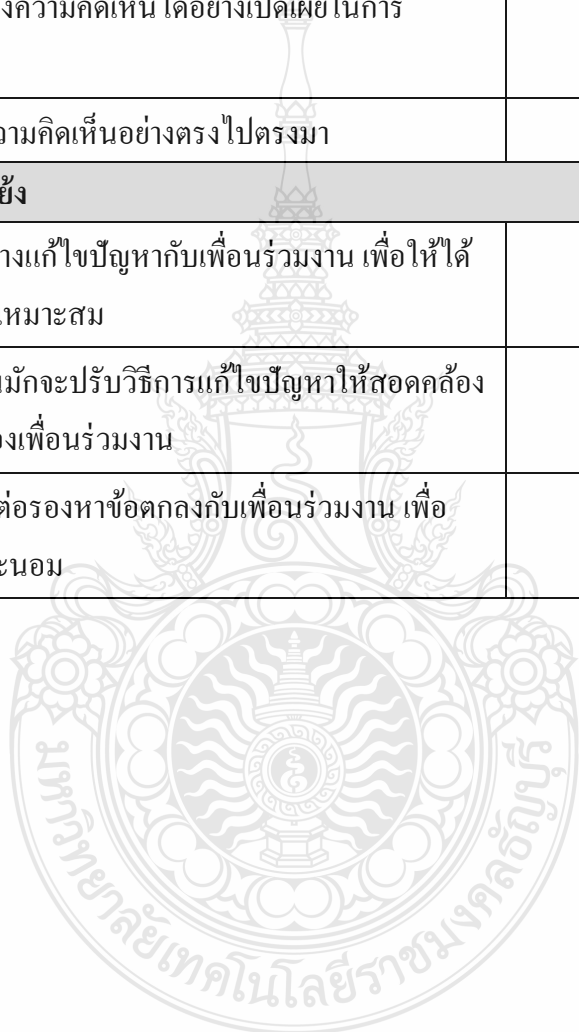 งความคิดเห็นได้อย่างเปิดเผยในการ
วามคิดเห็นอย่างตรงไปตรงมา
ย้ง
างแก้ไขปัญหากับเพื่อนร่วมงาน เพื่อให้ได้
เหมาะสม
มักจะปรับวิธีการแก้ไขปัญหาให้สอดคล้อง
องเพื่อนร่วมงาน
ต่อรองหาข้อตกลงกับเพื่อนร่วมงาน เพื่อ
ะนอม
มหาวิทยาลัยเทคโนโลยีราชมงคลธัญบุรี